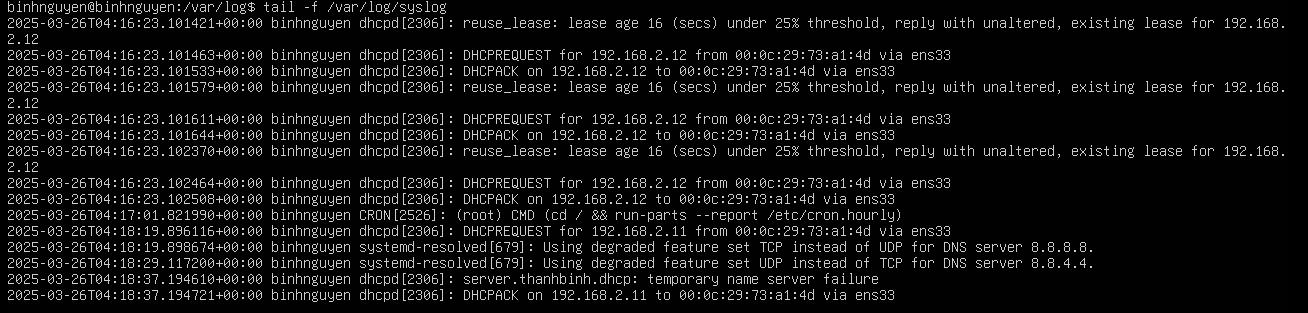 binhnguyen@binhnguyen:/var/log$ tail -f /var/log/syslog
2025-03-26T04:16:23.101421+00:00 binhnguyen dhcpd[2306]: reuse_lease: lease age 16 (secs) under 25% threshold, reply with unaltered, existing lease for 192.168.
2.12
2025-03-26T04:16:23.101463+00:00 binhnguyen dhcpd[2306]: DHCPREQUEST for 192.168.2.12 from 00:0c:29:73:a1:4d via ens33
2025-03-26T04:16:23.101533+00:00 binhnguyen dhcpd[2306]: DHCPACK on 192.168.2.12 to 00:0c:29:73:a1:4d via ens33
2025-03-26T04:16:23.101579+00:00 binhnguyen dhcpd[2306]: reuse_lease: lease age 16 (secs) under 25% threshold, reply with unaltered, existing lease for 192.168.
2.12
2025-03-26T04:16:23.101611+00:00 binhnguyen dhcpd[2306]: DHCPREQUEST for 192.168.2.12 from 00:0c:29:73:a1:4d via ens33
2025-03-26T04:16:23.101644+00:00 binhnguyen dhcpd[2306]: DHCPACK on 192.168.2.12 to 00:0c:29:73:a1:4d via ens33
2025-03-26T04:16:23.102370+00:00 binhnguyen dhcpd[2306]: reuse_lease: lease age 16 (secs) under 25% threshold, reply with unaltered, existing lease for 192.168.
2.12
2025-03-26T04:16:23.102464+00:00 binhnguyen dhcpd[2306]: DHCPREQUEST for 192.168.2.12 from 00:0c:29:73:a1:4d via ens33
2025-03-26T04:16:23.102508+00:00 binhnguyen dhcpd[2306]: DHCPACK on 192.168.2.12 to 00:0c:29:73:a1:4d via ens33
2025-03-26T04:17:01.821990+00:00 binhnguyen CRON[2526]: (root) CMD (cd / && run-parts --report /etc/cron.hourly)
2025-03-26T04:18:19.896116+00:00 binhnguyen dhcpd[2306]: DHCPREQUEST for 192.168.2.11 from 00:0c:29:73:a1:4d via ens33
2025-03-26T04:18:19.898674+00:00 binhnguyen systemd-resolved[679]: Using degraded feature set TCP instead of UDP for DNS server 8.8.8.8.
2025-03-26T04:18:29.117200+00:00 binhnguyen systemd-resolved[679]: Using degraded feature set UDP instead of TCP for DNS server 8.8.4.4.
2025-03-26T04:18:37.194610+00:00 binhnguyen dhcpd[2306]: server.thanhbinh.dhcp: temporary name server failure
2025-03-26T04:18:37.194721+00:00 binhnguyen dhcpd[2306]: DHCPACK on 192.168.2.11 to 00:0c:29:73:a1:4d via ens33